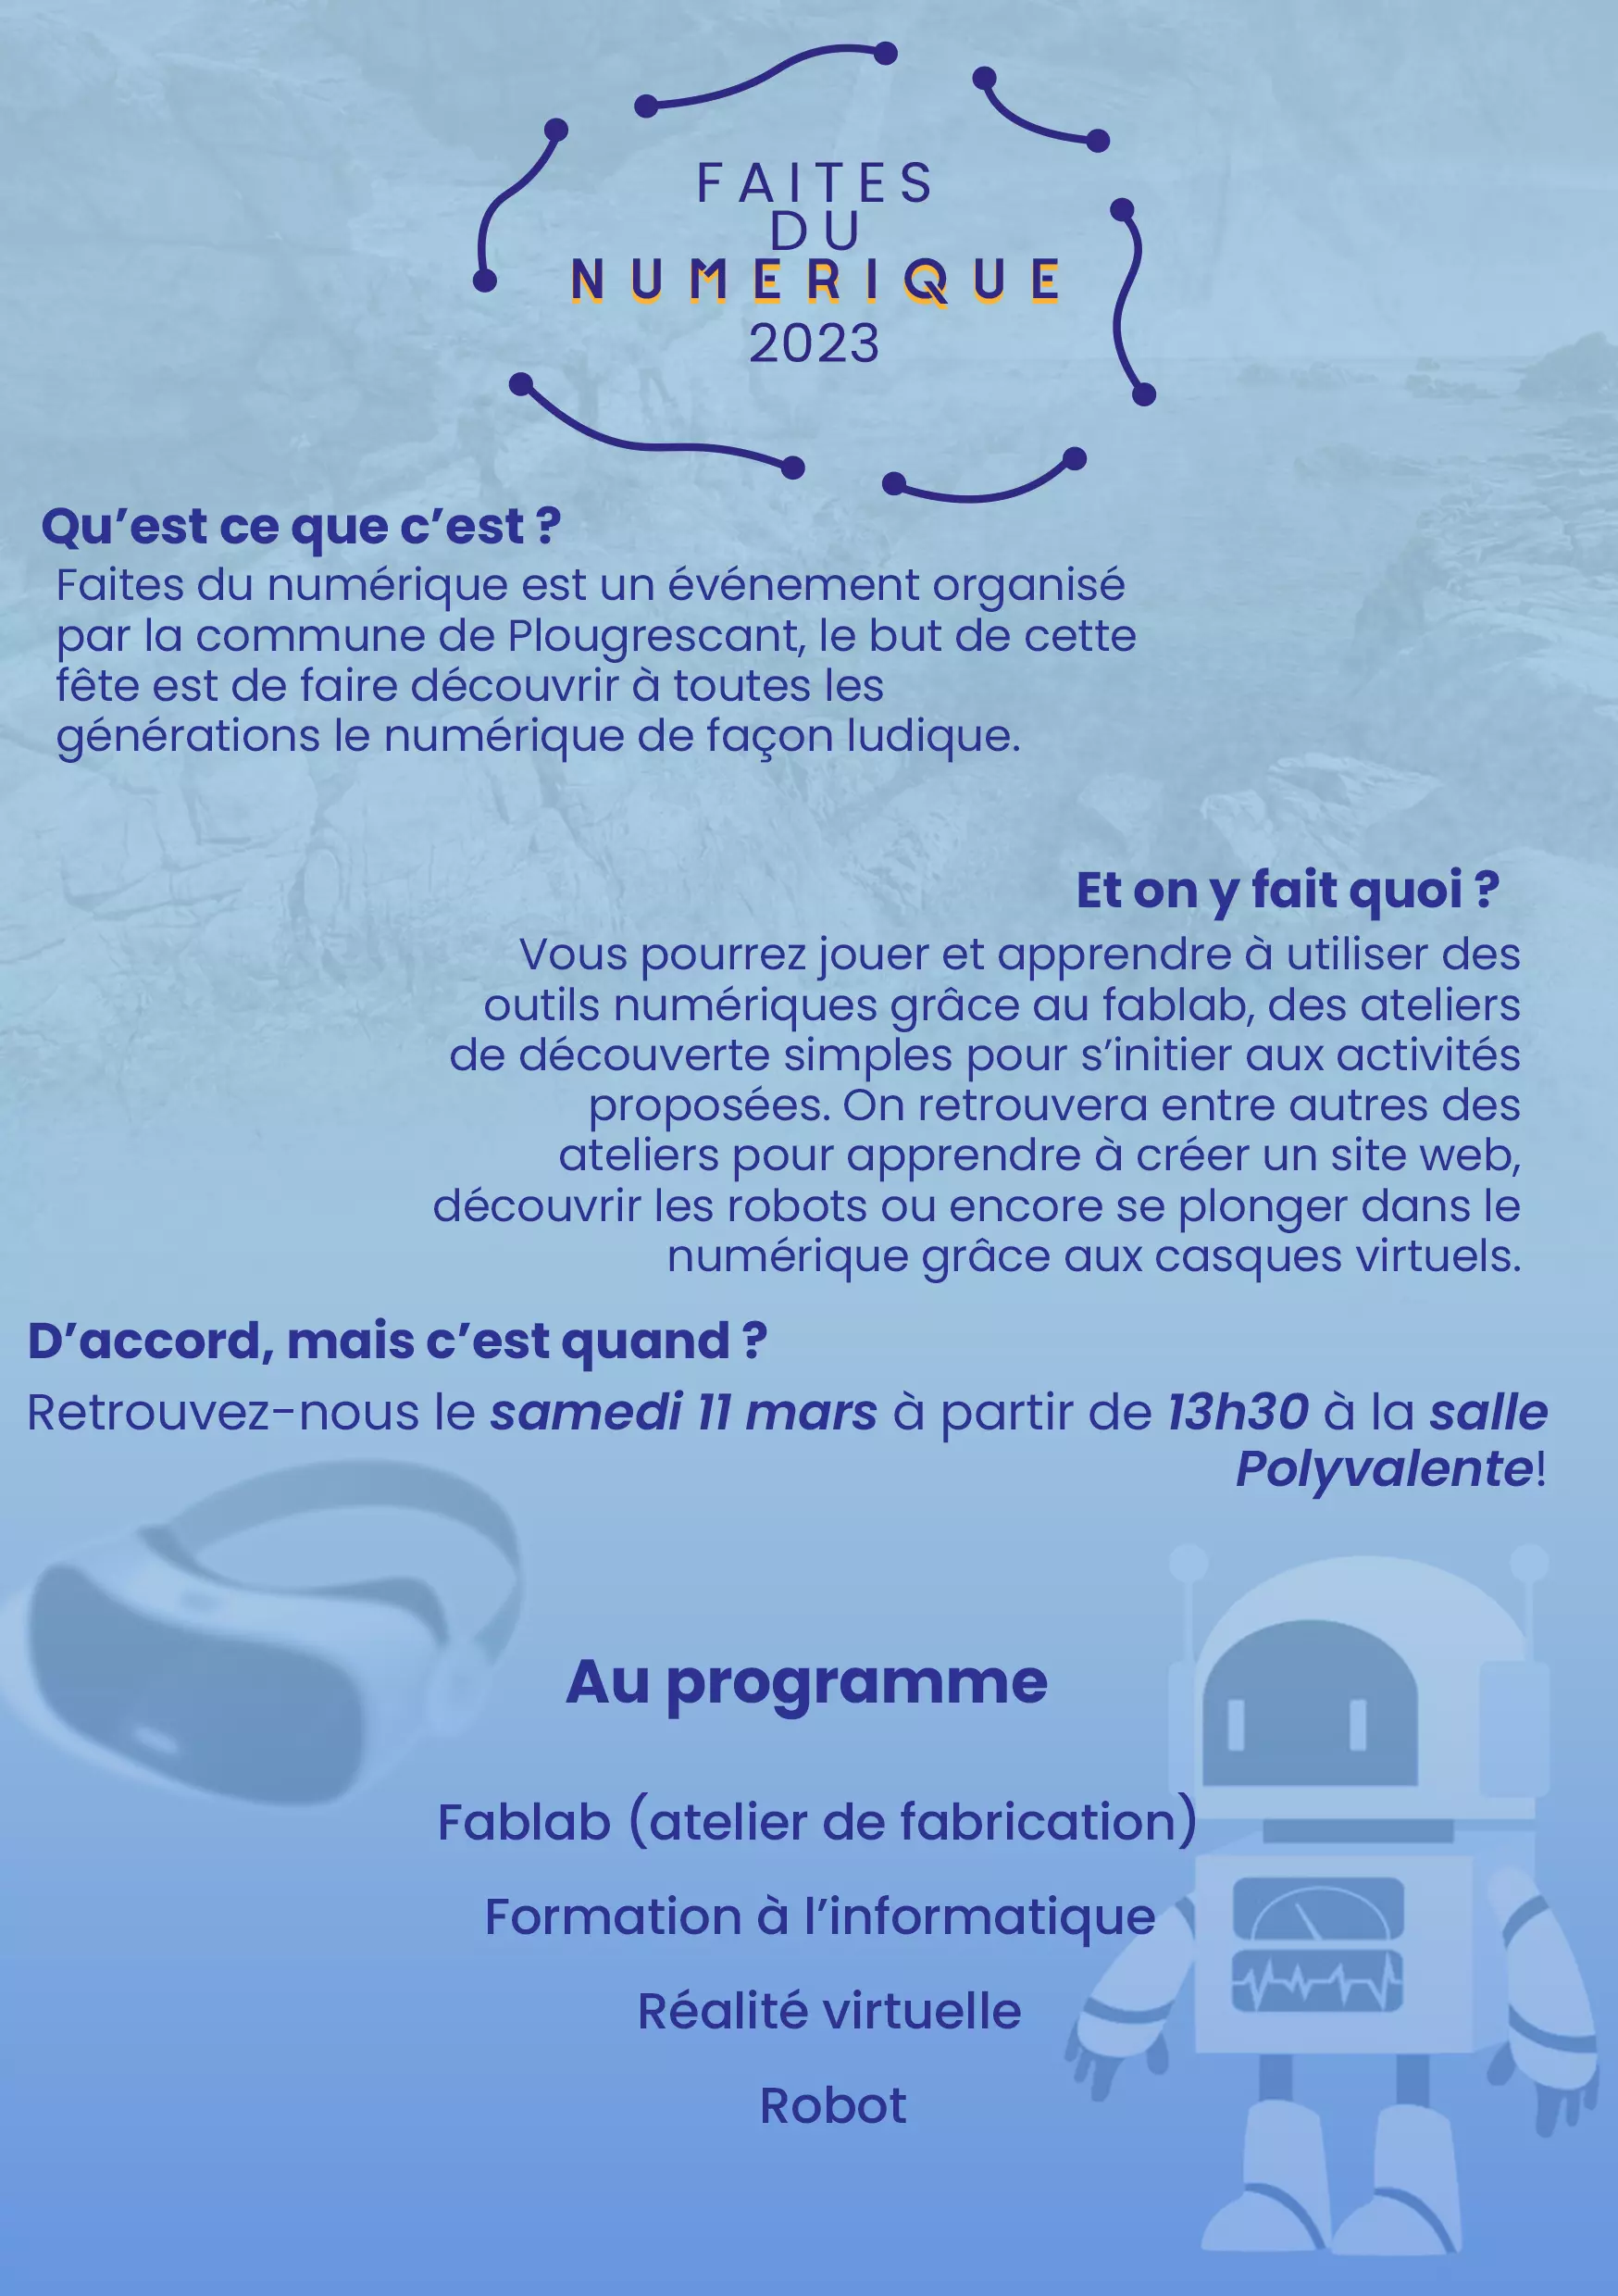 FAITES
DU
NUMERIQUE
2023
Qu’est ce que c’est ?
Faites du numérique est un événement organisé
par la commune de Plougrescant, le but de cette
fête est de faire découvrir à toutes les
générations le numérique de façon ludique.
Et on y fait quoi ?
Vous pourrez jouer et apprendre à utiliser des
outils numériques grâce au fablab, des ateliers
de découverte simples pour s’initier aux activités
proposées. On retrouvera entre autres des
ateliers pour apprendre à créer un site web,
découvrir les robots ou encore se plonger dans le
numérique grâce aux casques virtuels.
D’accord, mais c’est quand ?
Retrouvez-nous le samedi 11 mars à partir de 13h30 à la salle
Polyvalente!
Au programme
Fablab (atelier de fabrication)
Formation à l’informatique
Réalité virtuelle
Robot